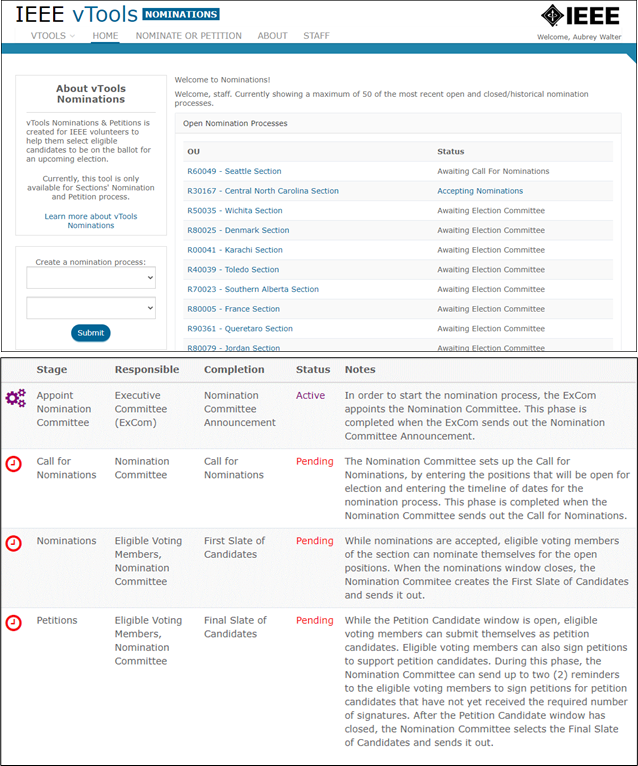 IEEE vTools NOMINATIONS
IEEE
VTOOLS HOME NOMINATE OR PETITION ABOUT STAFF
Welcome, Aubrey Walter
About vTools
Nominations
vTools Nominations & Petitions is
created for IEEE volunteers to
help them select eligible
candidates to be on the ballot for
an upcoming election.
Currently, this tool is only
available for Sections' Nomination
and Petition process.
Learn more about vTools
Nominations
Create a nomination process:
Submit
Welcome to Nominations!
Welcome, staff. Currently showing a maximum of 50 of the most recent open and closed/historical nomination
processes.
Open Nomination Processes
OU Status
R60049 - Seattle Section Awaiting Call For Nominations
R30167 - Central North Carolina Section Accepting Nominations
R50035 - Wichita Section Awaiting Election Committee
R80025 - Denmark Section Awaiting Election Committee
R00041 - Karachi Section Awaiting Election Committee
R40039 - Toledo Section Awaiting Election Committee
R70023 - Southern Alberta Section Awaiting Election Committee
R80005 - France Section Awaiting Election Committee
R90361 - Queretaro Section Awaiting Election Committee
R80079 - Jordan Section Awaiting Election Committee
Stage Responsible Completion Status Notes
Appoint Executive Nomination Active In order to start the nomination process, the ExCom
Nomination Committee Committee appoints the Nomination Committee. This phase is
Committee (ExCom) Announcement completed when the ExCom sends out the Nomination
Committee Announcement.
Call for Nomination Call for Pending The Nomination Committee sets up the Call for
Nominations Committee Nominations Nominations, by entering the positions that will be open for
election and entering the timeline of dates for the
nomination process. This phase is completed when the
Nomination Committee sends out the Call for Nominations.
Nominations Eligible Voting First Slate of Pending While nominations are accepted, eligible voting members
Members, Candidates of the section can nominate themselves for the open
Nomination positions. When the nominations window closes, the
Committee Nomination Commitee creates the First Slate of Candidates
and sends it out.
Petitions Eligible Voting Final Slate of Pending While the Petition Candidate window is open, eligible
Members, Candidates voting members can submit themselves as petition
Nomination candidates. Eligible voting members can also sign petitions
Committee to support petition candidates. During this phase, the
Nomination Committee can send up to two (2) reminders
to the eligible voting members to sign petitions for petition
candidates that have not yet received the required number
of signatures. After the Petition Candidate window has
closed, the Nomination Committee selects the Final Slate
of Candidates and sends it out.